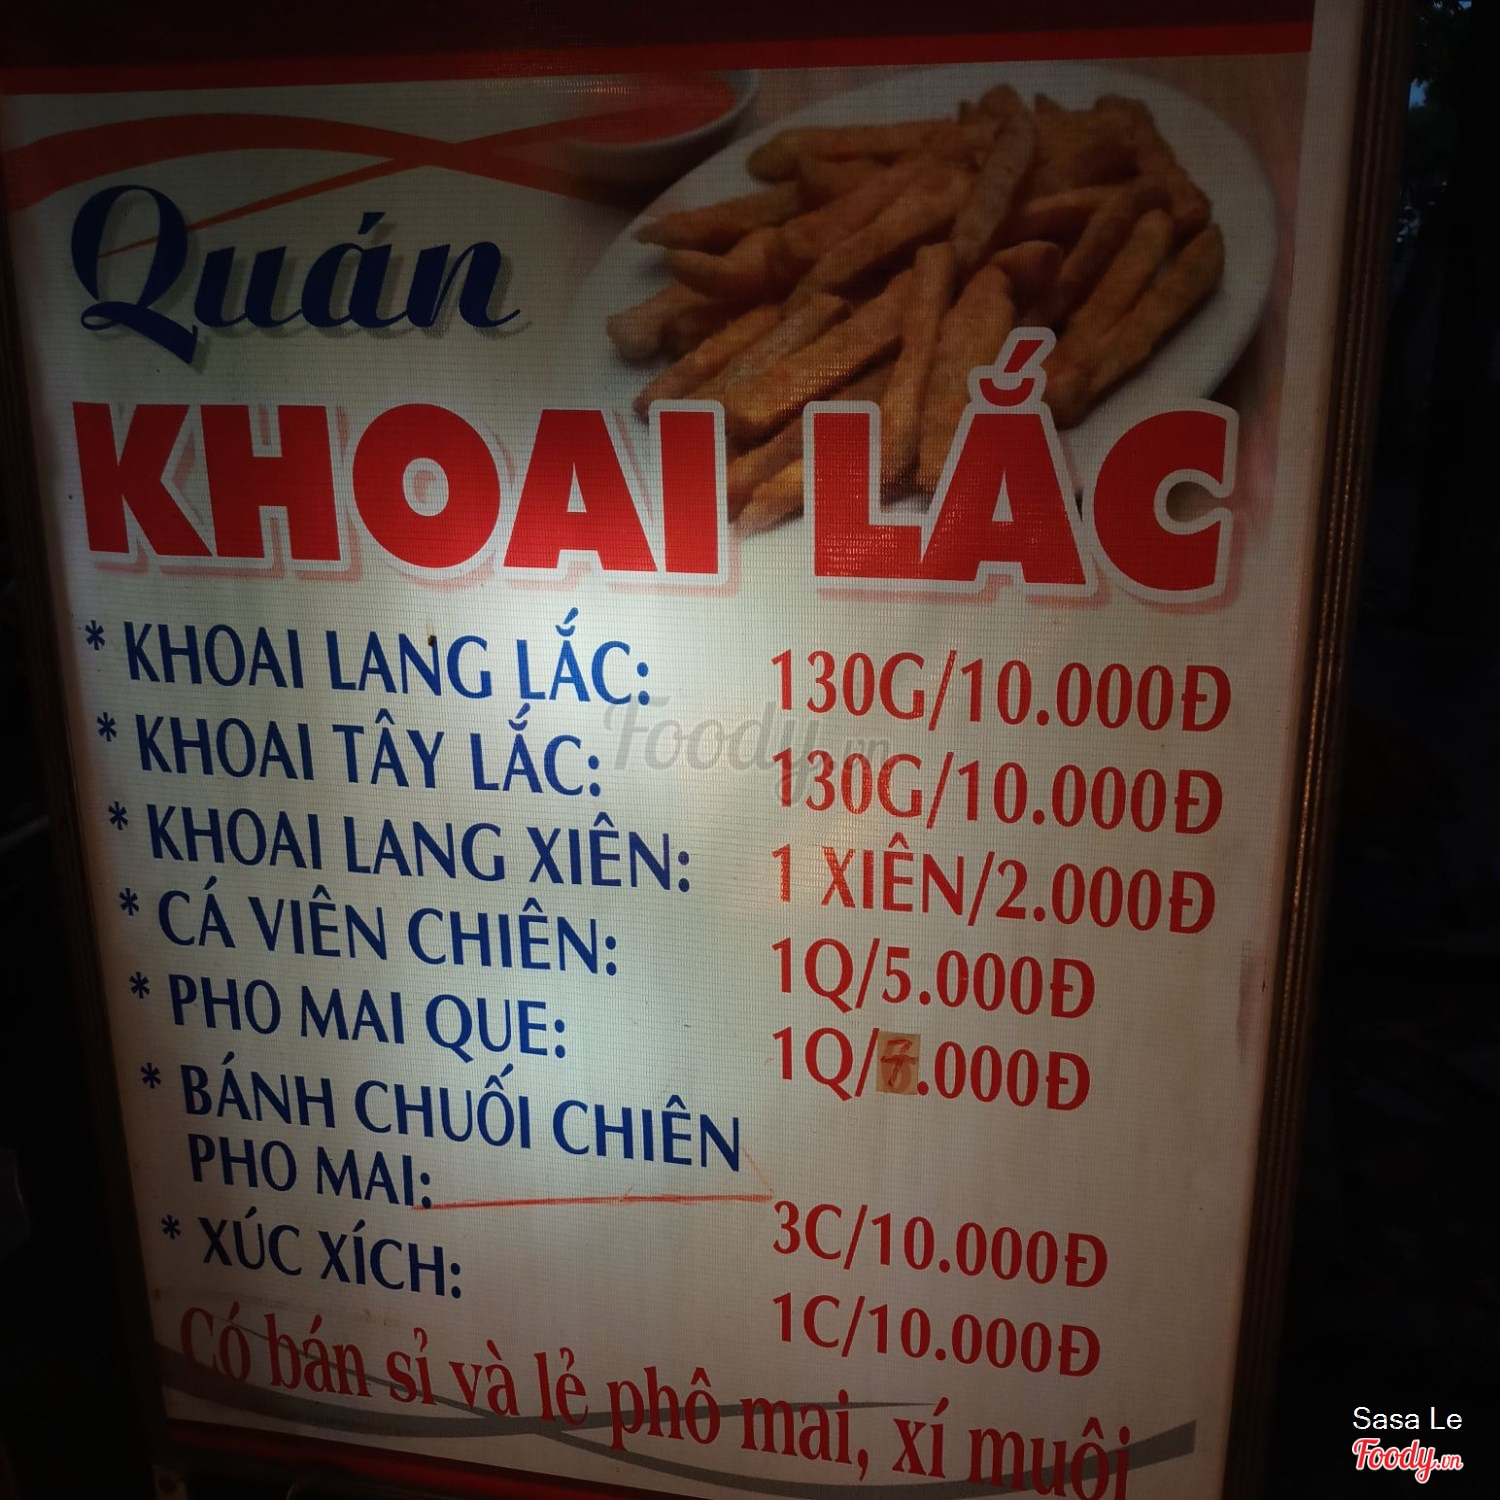 Quán
KHOAI LẮC
* KHOAI LANG LẮC: 130G/10.000Đ
* KHOAI TÂY LẮC: 130G/10.000Đ
* KHOAI LANG XIÊN: 1 XIÊN/2.000Đ
* CÁ VIÊN CHIÊN: 1Q/5.000Đ
* PHO MAI QUE: 1Q/7.000Đ
* BÁNH CHUỐI CHIÊN
PHO MAI: 3C/10.000Đ
* XÚC XÍCH: 1C/10.000Đ
Có bán sỉ và lẻ phô mai, xí muội
Foody.vn
Sasa Le
Foody.vn